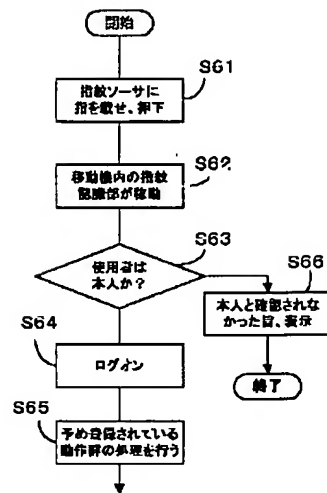 開始
S61
指紋ソーサに
指を載せ、押下
S62
移動機内の指紋
認識部が稼動
S63
使用者は
本人か？
S66
本人と確認されな
かった旨、表示
終了
S64
ログオン
S65
予め登録されている
動作群の処理を行う